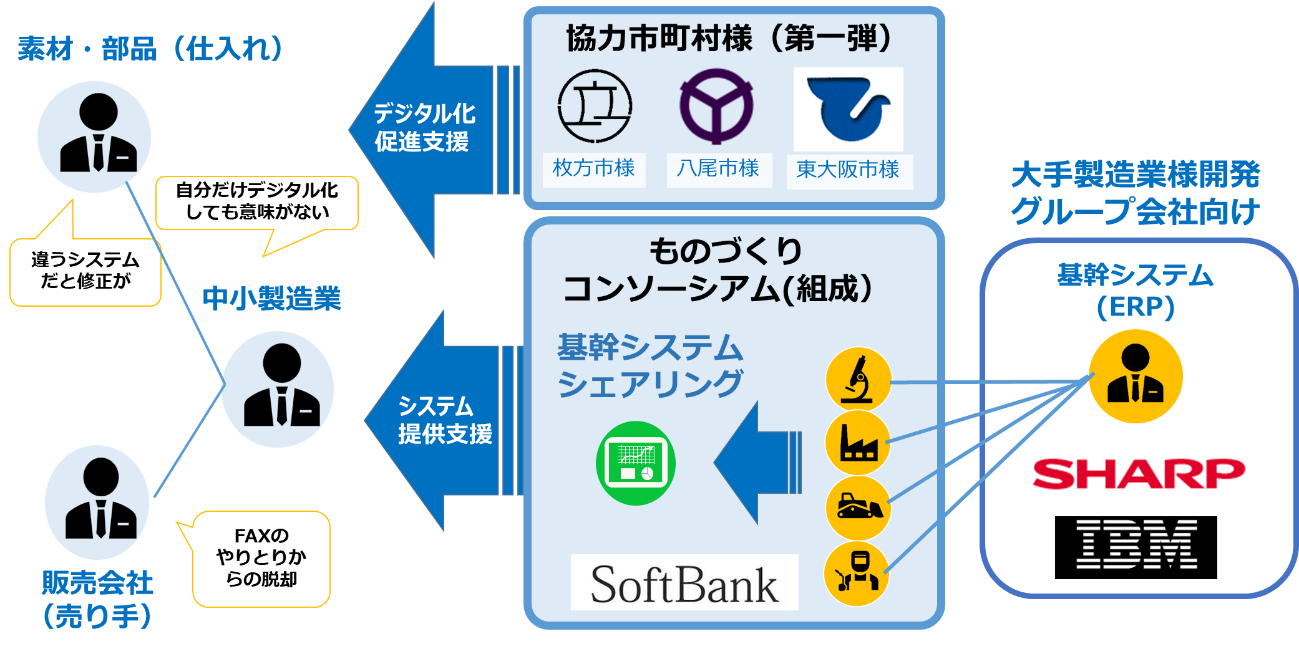 素材・部品（仕入れ）
自分だけデジタル化
しても意味がない
違うシステム
だと修正が
中小製造業
FAXの
やりとりか
らの脱却
販売会社
（売り手）
デジタル化
促進支援
システム
提供支援
協力市町村様（第一弾）
枚方市様
八尾市様
東大阪市様
ものづくり
コンソーシアム(組成）
基幹システム
シェアリング
SoftBank
大手製造業様開発
グループ会社向け
基幹システム
(ERP)
SHARP
IBM